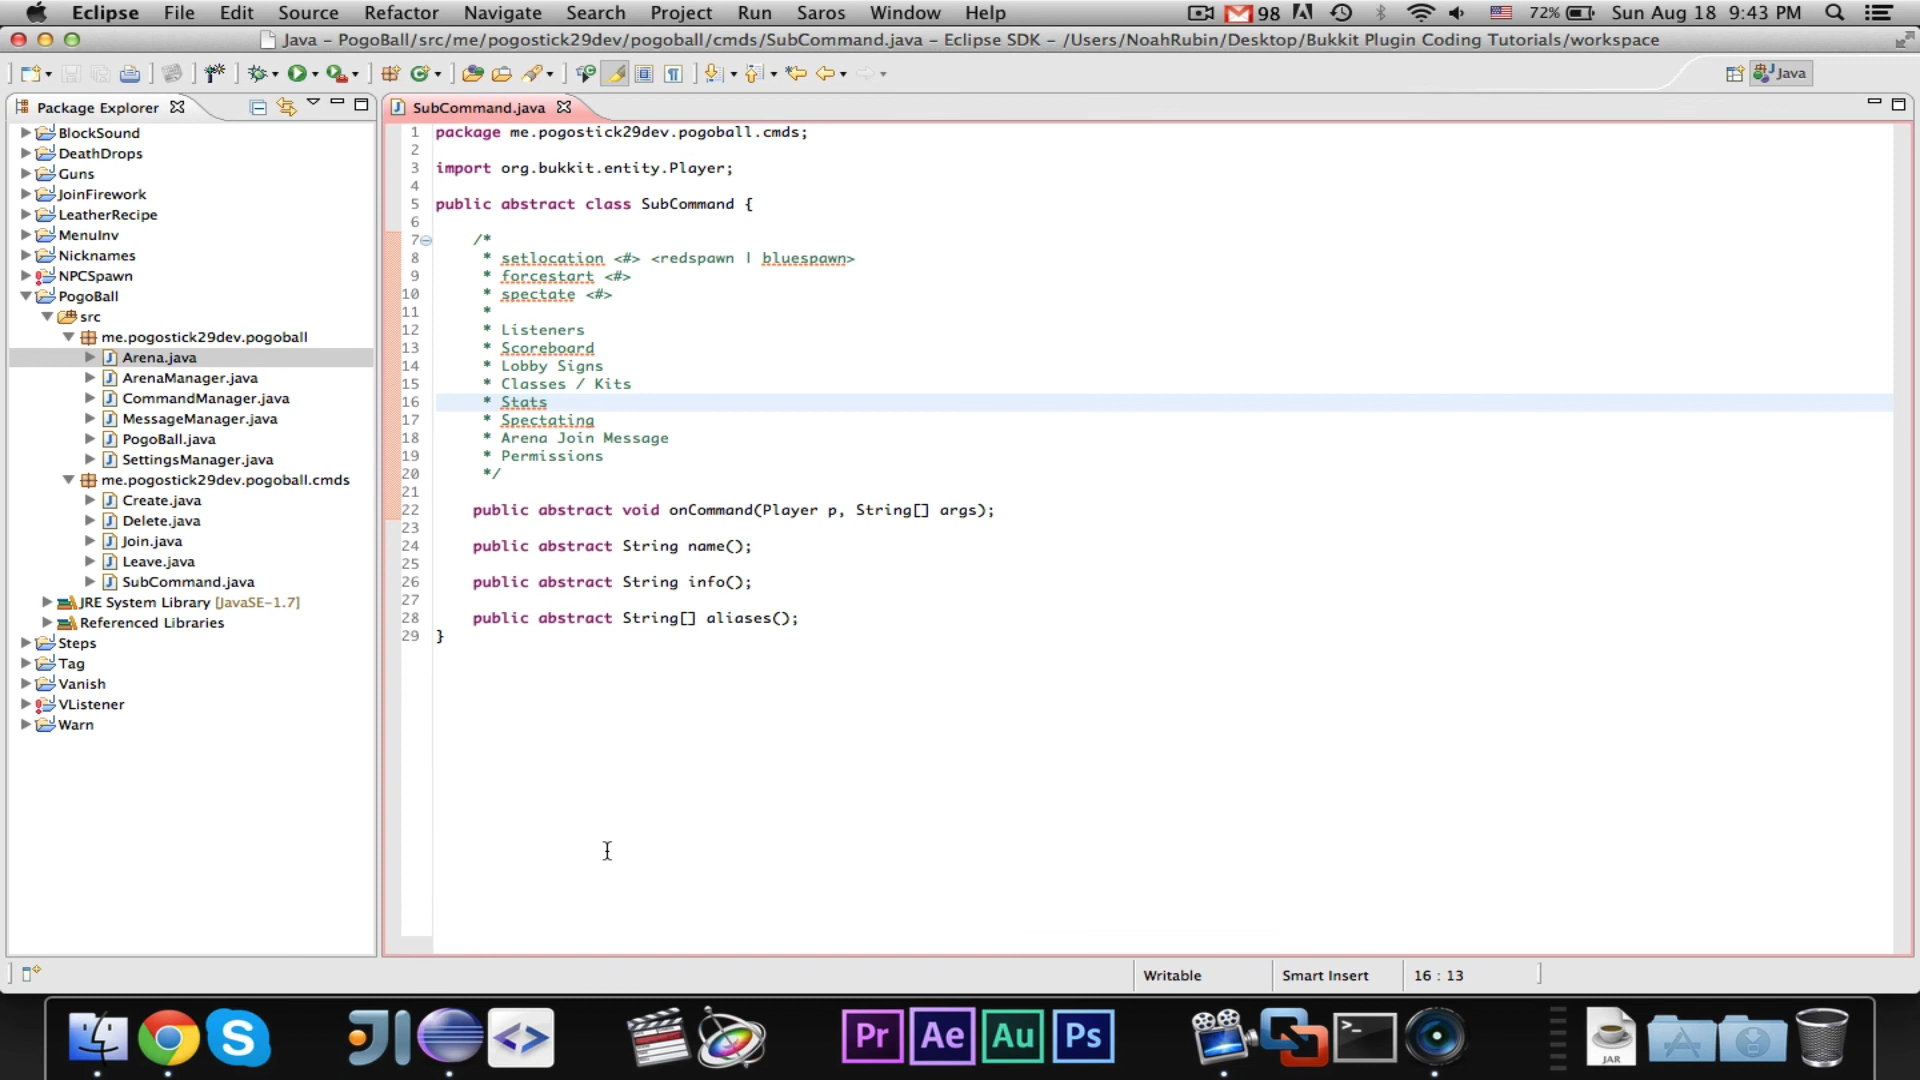 Eclipse File Edit Source Refactor Navigate Search Project Run Saros Window Help 98 72% Sun Aug 18 9:43 PM
Java – PogoBall/src/me/pogostick29dev/pogoball/cmds/SubCommand.java – Eclipse SDK – /Users/NoahRubin/Desktop/Bukkit Plugin Coding Tutorials/workspace
Java
Package Explorer
BlockSound
DeathDrops
Guns
JoinFirework
LeatherRecipe
MenuInv
Nicknames
NPCSpawn
PogoBall
src
me.pogostick29dev.pogoball
Arena.java
ArenaManager.java
CommandManager.java
MessageManager.java
PogoBall.java
SettingsManager.java
me.pogostick29dev.pogoball.cmds
Create.java
Delete.java
Join.java
Leave.java
SubCommand.java
JRE System Library [JavaSE-1.7]
Referenced Libraries
Steps
Tag
Vanish
VListener
Warn
SubCommand.java
1 package me.pogostick29dev.pogoball.cmds;
2
3 import org.bukkit.entity.Player;
4
5 public abstract class SubCommand {
6
7 /*
8 * setlocation <#> <redspawn | bluespawn>
9 * forcestart <#>
10 * spectate <#>
11 *
12 * Listeners
13 * Scoreboard
14 * Lobby Signs
15 * Classes / Kits
16 * Stats
17 * Spectating
18 * Arena Join Message
19 * Permissions
20 */
21
22 public abstract void onCommand(Player p, String[] args);
23
24 public abstract String name();
25
26 public abstract String info();
27
28 public abstract String[] aliases();
29 }
Writable Smart Insert 16 : 13
Pr Ae Au Ps
JAR